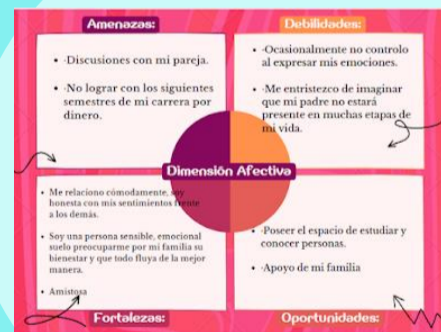 Amenazas:
• ·Discusiones con mi pareja.
• ·No lograr con los siguientes
semestres de mi carrera por
dinero.
Debilidades:
• ·Ocasionalmente no controlo
al expresar mis emociones.
• ·Me entristezco de imaginar
que mi padre no estará
presente en muchas etapas de
mi vida.
Dimensión Afectiva
• Me relaciono cómodamente, soy
honesta con mis sentimientos frente
a los demás.
• Soy una persona sensible, emocional
suelo preocuparme por mi familia su
bienestar y que todo fluya de la mejor
manera.
• Amistosa
Fortalezas:
• ·Poseer el espacio de estudiar y
conocer personas.
• ·Apoyo de mi familia
Oportunidades: